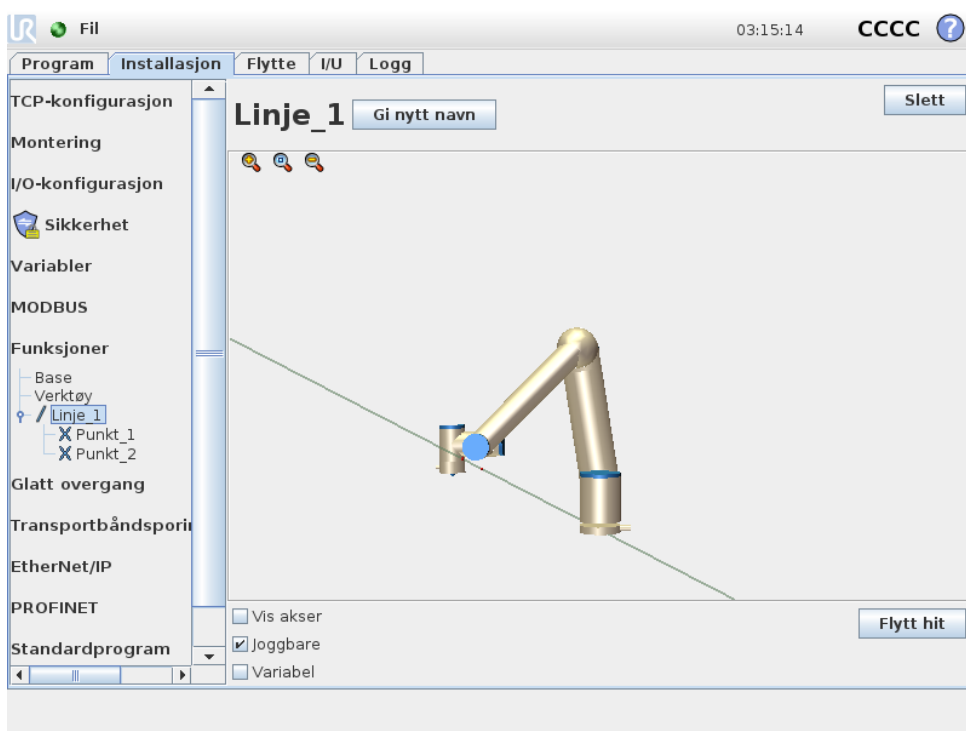 UR Fil 03:15:14 CCCC ?
Program Installasjon Flytte I/U Logg
TCP-konfigurasjon
Montering
I/O-konfigurasjon
Sikkerhet
Variabler
MODBUS
Funksjoner
Base
Verktøy
Linje_1
Punkt_1
Punkt_2
Glatt overgang
Transportbåndsporin
EtherNet/IP
PROFINET
Standardprogram
Linje_1 Gi nytt navn Slett
Vis akser
Joggbare
Variabel
Flytt hit